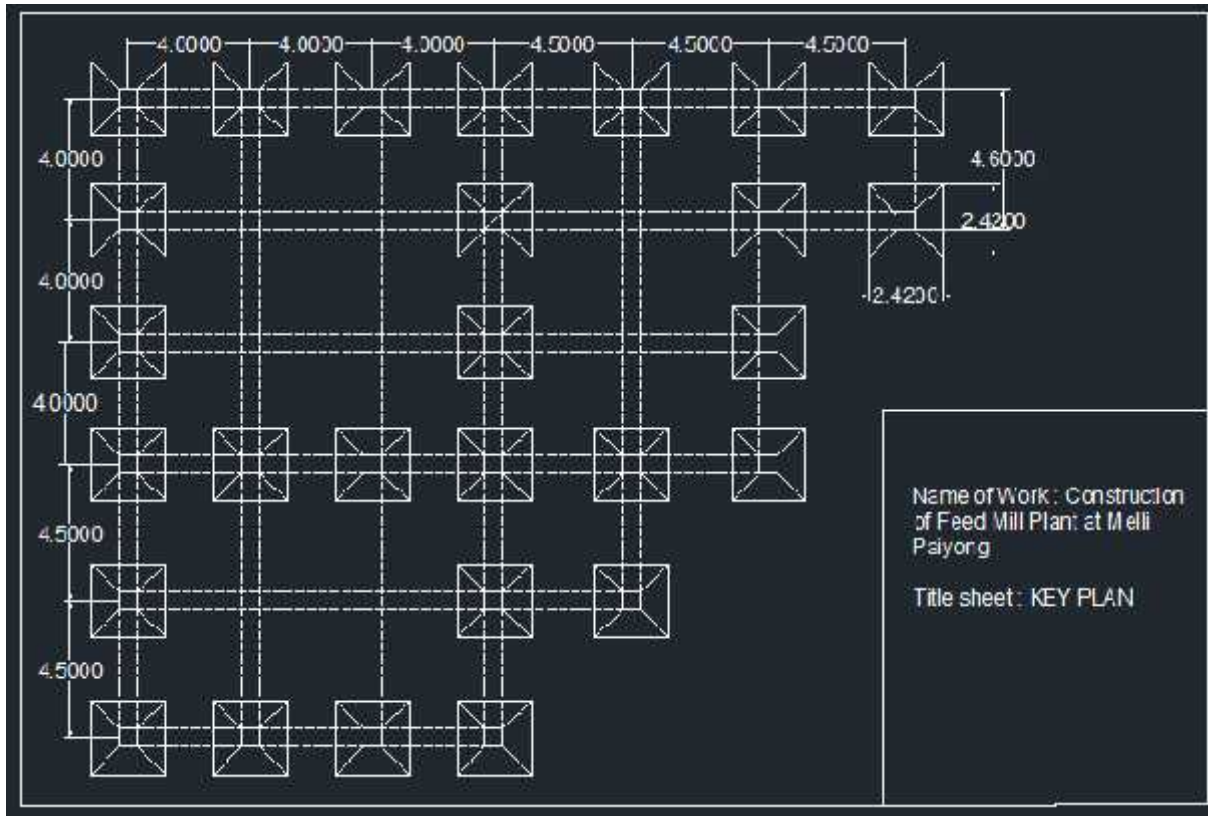 4.0000 4.0000 4.0000 4.5000 4.5000 4.5000
4.0000
4.6000
2.4200
4.0000
2.4200
4.0000
Name of Work : Construction
of Feed Mill Plant at Melli
Paiyong
4.5000
Title sheet : KEY PLAN
4.5000